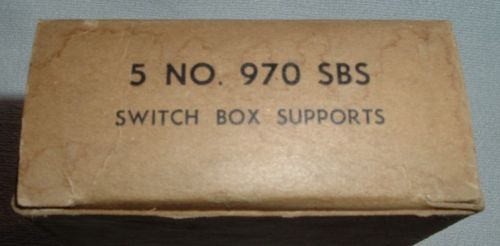 5 NO. 970 SBS
SWITCH BOX SUPPORTS